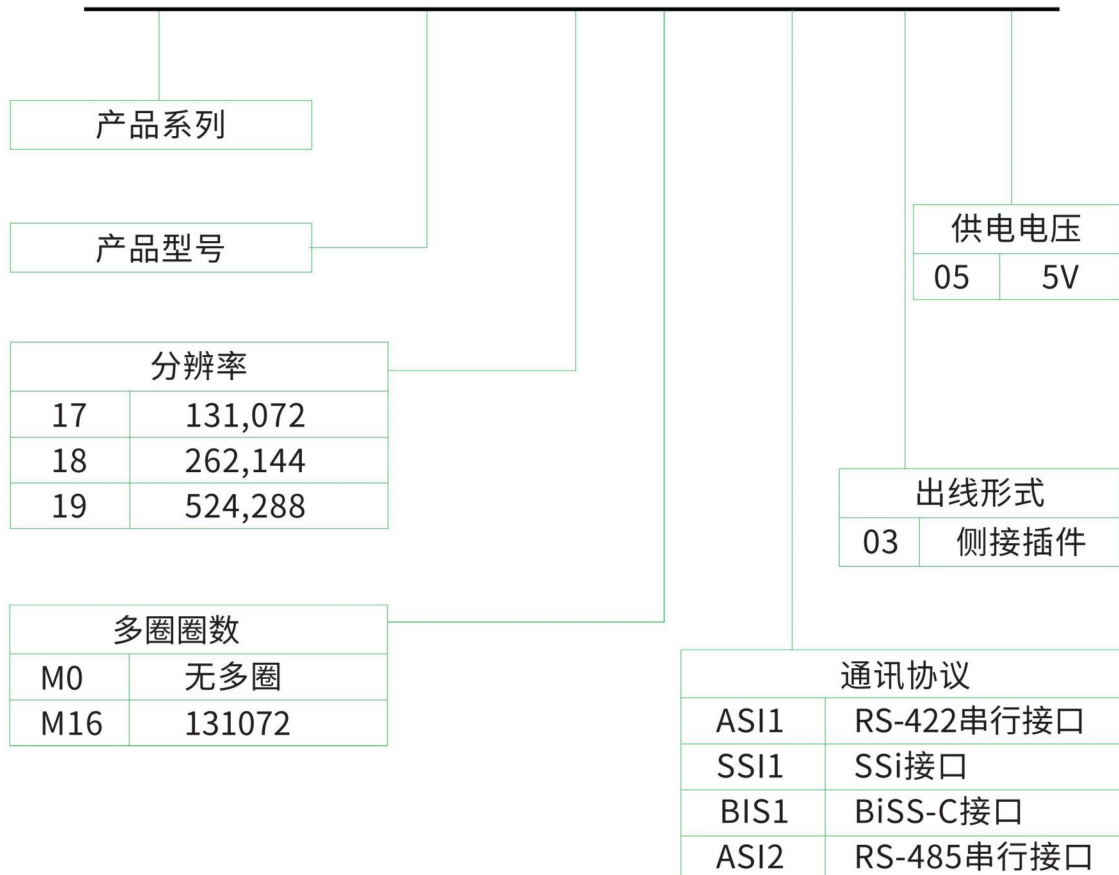 产品系列
产品型号
供电电压
05 5V
分辨率
17 131,072
18 262,144
19 524,288
出线形式
03 侧接插件
多圈圈数
M0 无多圈
M16 131072
通讯协议
ASI1 RS-422串行接口
SSI1 SSi接口
BIS1 BiSS-C接口
ASI2 RS-485串行接口